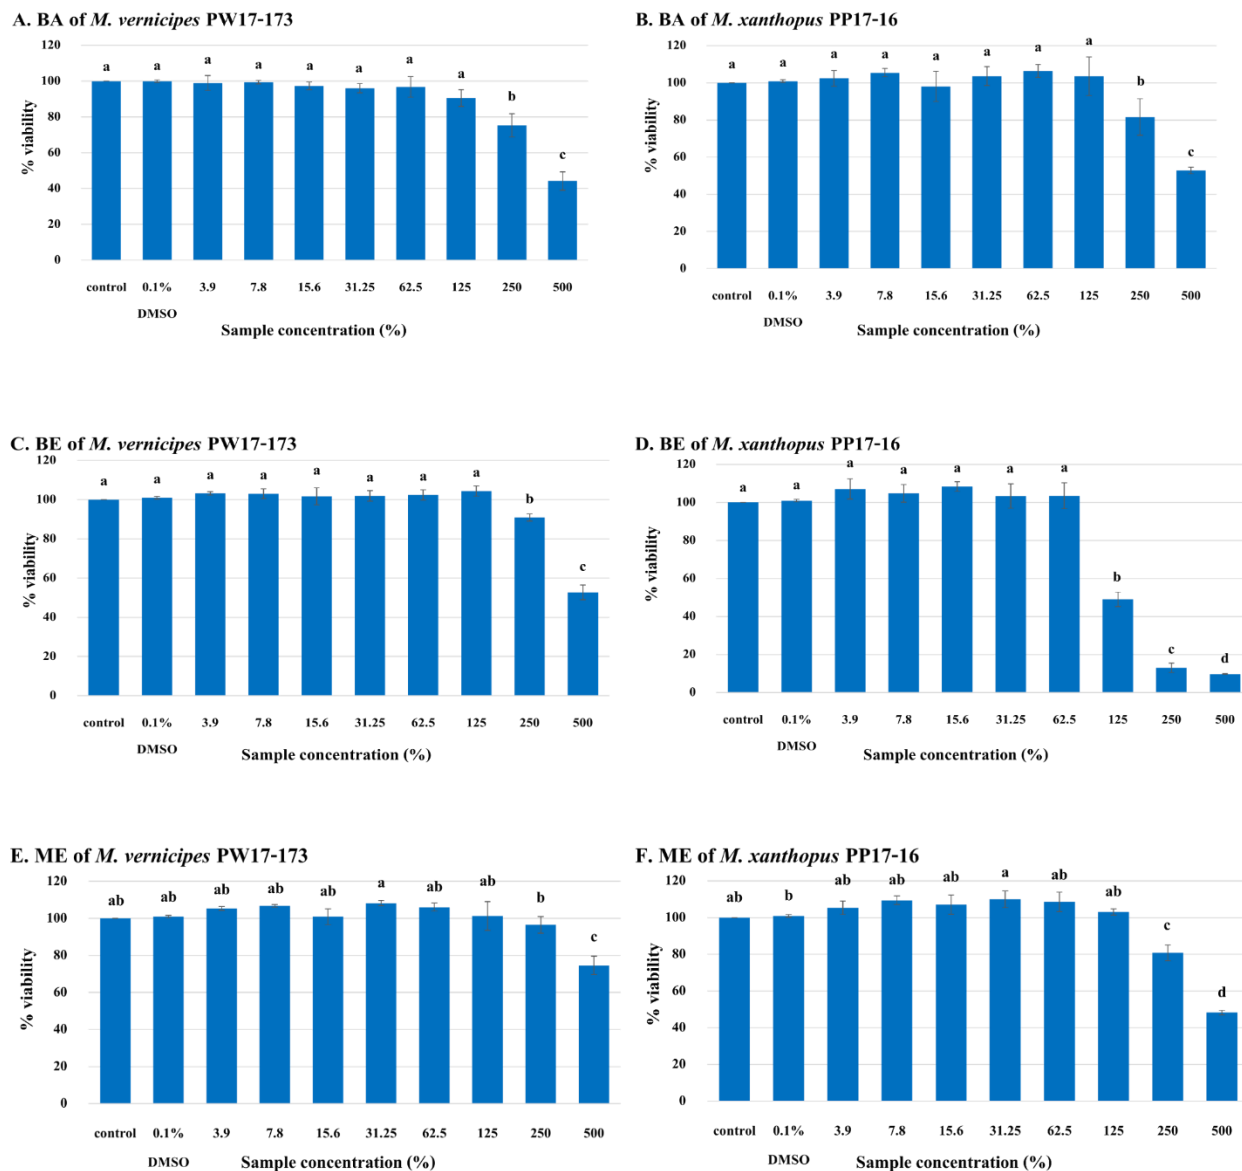 A. BA of M. vernicipes PW17-173
120
100
80
60
40
20
0
% viability
a a a a a a a a b c
control 0.1% 3.9 7.8 15.6 31.25 62.5 125 250 500
DMSO
Sample concentration (%)
B. BA of M. xanthopus PP17-16
120
100
80
60
40
20
0
% viability
a a a a a a a a b c
control 0.1% 3.9 7.8 15.6 31.25 62.5 125 250 500
DMSO
Sample concentration (%)
C. BE of M. vernicipes PW17-173
120
100
80
60
40
20
0
% viability
a a a a a a a a b c
control 0.1% 3.9 7.8 15.6 31.25 62.5 125 250 500
DMSO
Sample concentration (%)
D. BE of M. xanthopus PP17-16
120
100
80
60
40
20
0
% viability
a a a a a a a b c d
control 0.1% 3.9 7.8 15.6 31.25 62.5 125 250 500
DMSO
Sample concentration (%)
E. ME of M. vernicipes PW17-173
120
100
80
60
40
20
0
% viability
ab ab ab ab ab a ab ab b c
control 0.1% 3.9 7.8 15.6 31.25 62.5 125 250 500
DMSO
Sample concentration (%)
F. ME of M. xanthopus PP17-16
120
100
80
60
40
20
0
% viability
ab b ab ab ab a ab ab c d
control 0.1% 3.9 7.8 15.6 31.25 62.5 125 250 500
DMSO
Sample concentration (%)